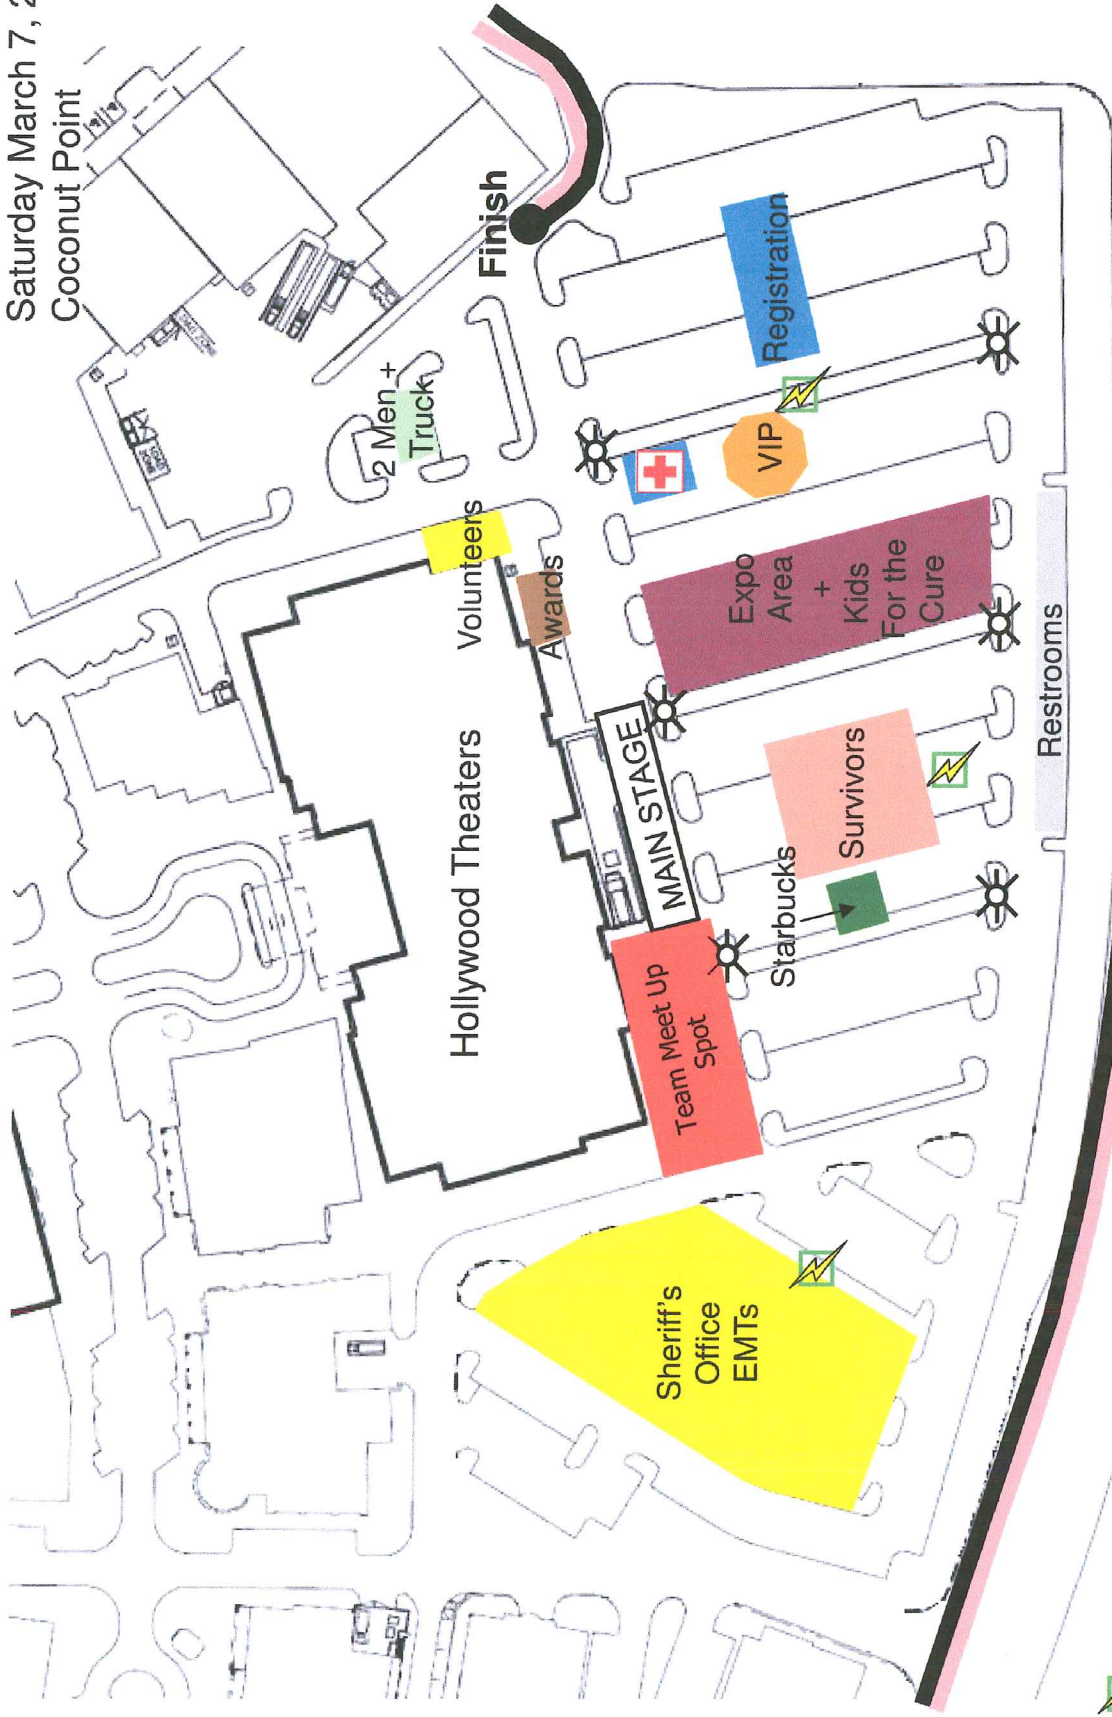 Saturday March 7, 2
Coconut Point
Finish
2 Men +
Truck
Registration
VIP
Volunteers
Awards
Expo
Area
+
Kids
For the
Cure
Hollywood Theaters
MAIN STAGE
Restrooms
Survivors
Starbucks
Team Meet Up
Spot
Sheriff's
Office
EMTs